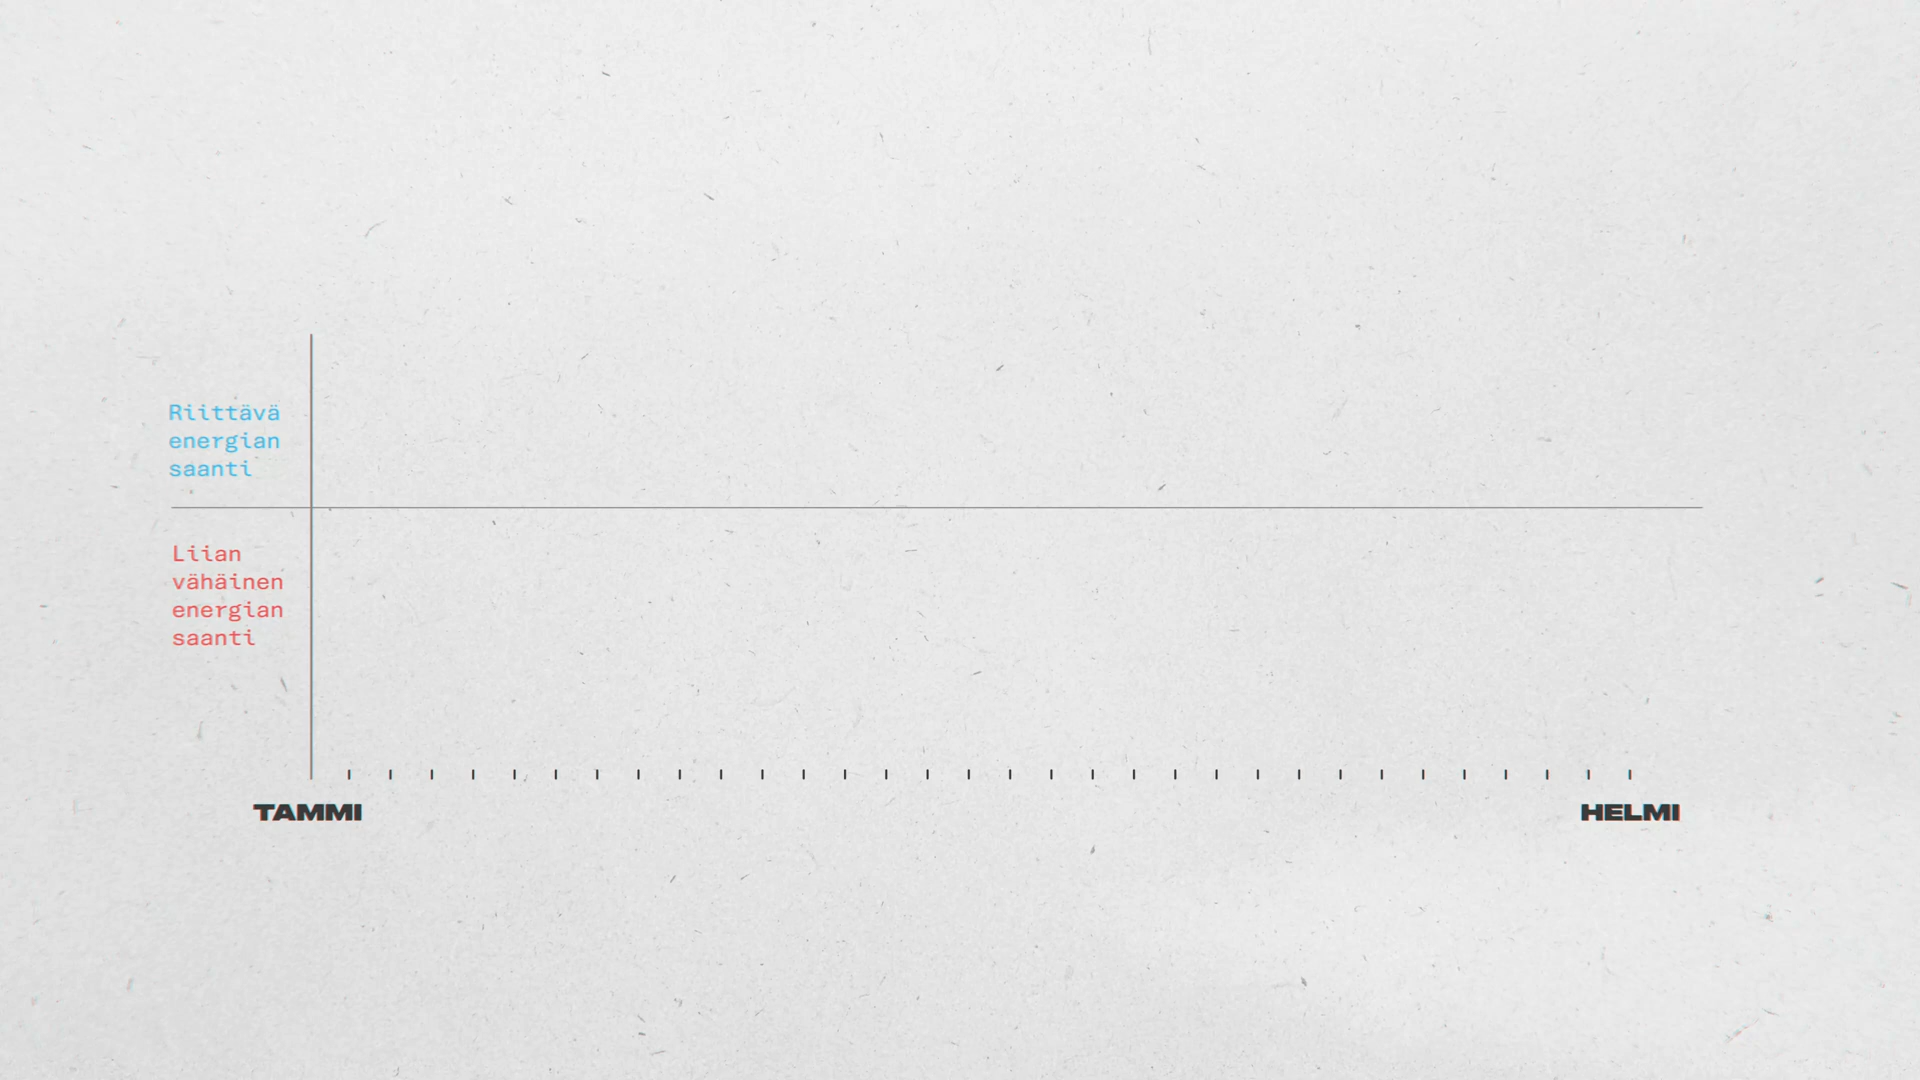 Riittävä
energian
saanti
Liian
vähäinen
energian
saanti
TAMMI
HELMI